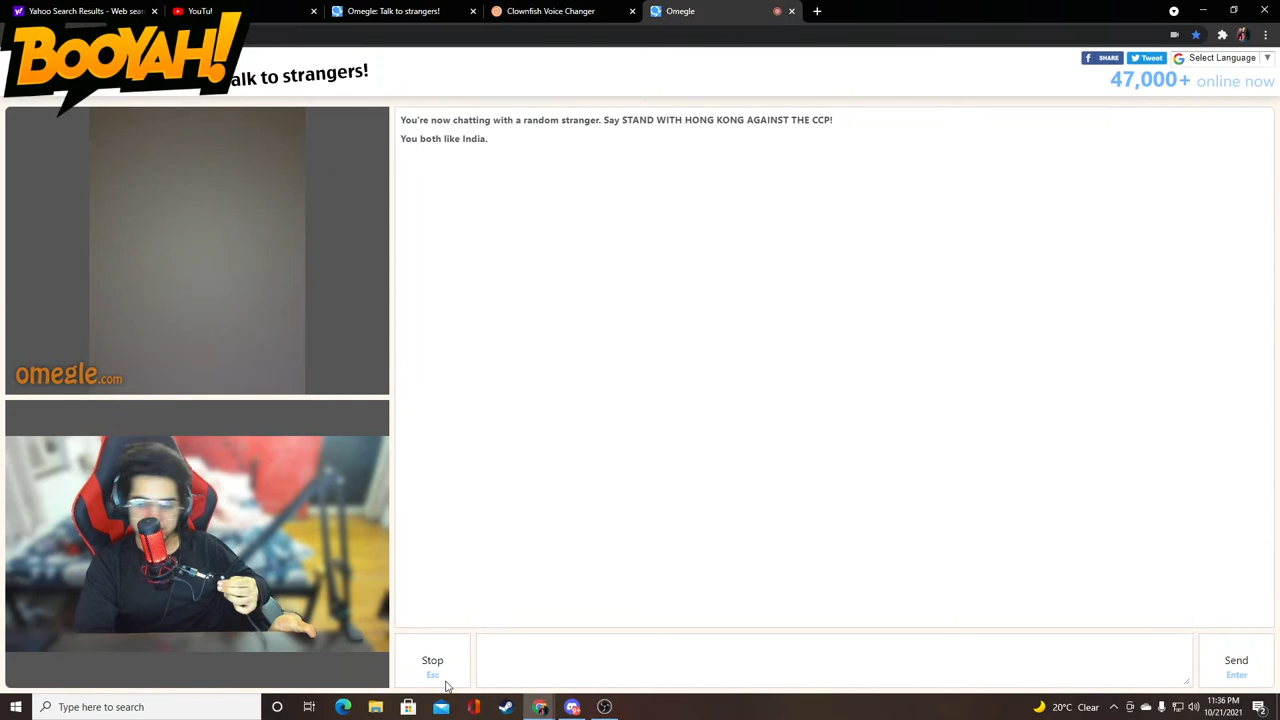 Yahoo Search Results - Web sear
YouTu!
Omegle: Talk to strangers!
Clownfish Voice Changer
Omegle
BOOYAH!
alk to strangers!
SHARE
Tweet
Select Language
47,000+ online now
You're now chatting with a random stranger. Say STAND WITH HONG KONG AGAINST THE CCP!
You both like India.
omegle.com
Stop
Esc
Send
Enter
Type here to search
20°C Clear
11:36 PM
10/21/2021
2